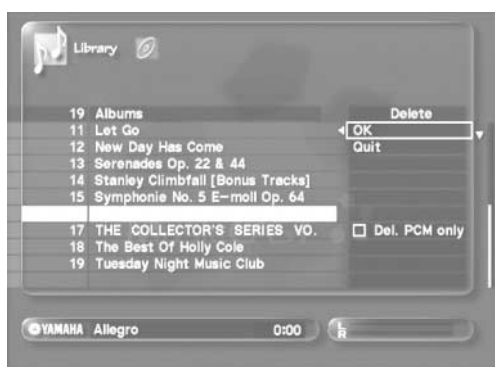 Library
19 Albums
Delete
11 Let Go
OK
12 New Day Has Come
Quit
13 Serenades Op. 22 & 44
14 Stanley Climbfall [Bonus Tracks]
15 Symphonie No. 5 E-moll Op. 64
17 THE COLLECTOR'S SERIES VO.
Del. PCM only
18 The Best Of Holly Cole
19 Tuesday Night Music Club
YAMAHA Allegro 0:00
L
R